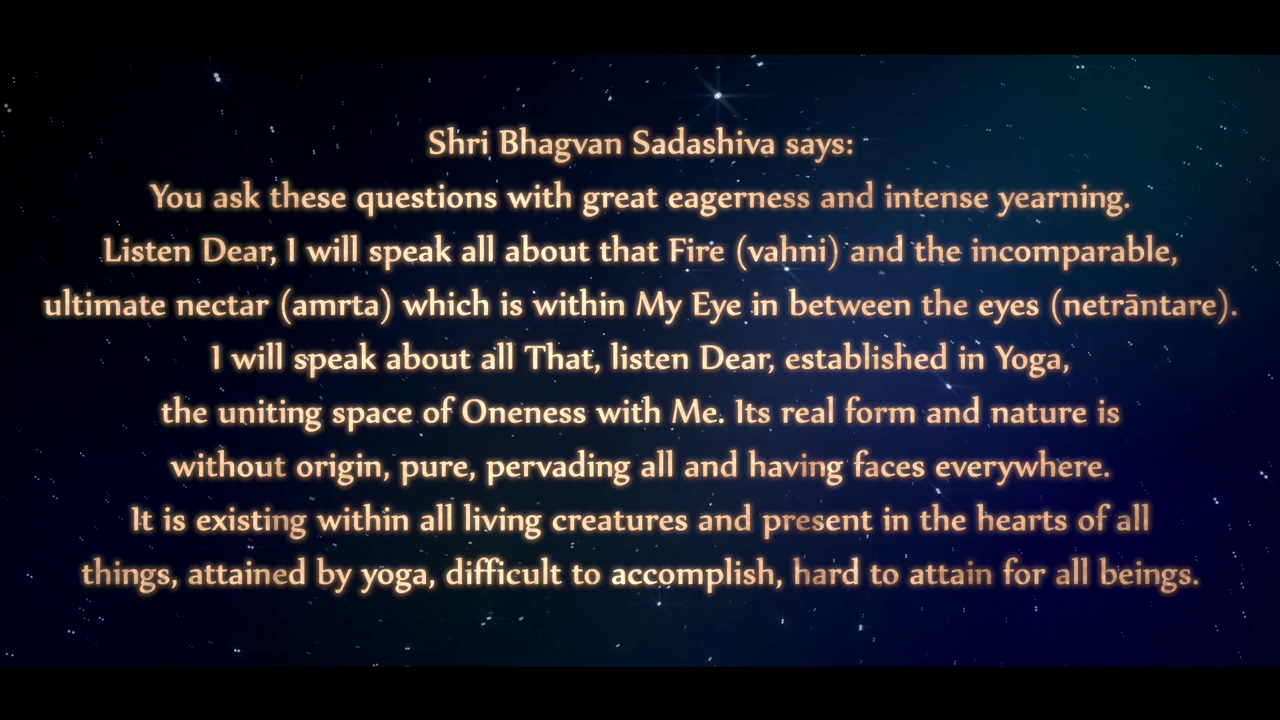 Shri Bhagvan Sadashiva says:
You ask these questions with great eagerness and intense yearning.
Listen Dear, I will speak all about that Fire (vahni) and the incomparable,
ultimate nectar (amrta) which is within My Eye in between the eyes (netrāntare).
I will speak about all That, listen Dear, established in Yoga,
the uniting space of Oneness with Me. Its real form and nature is
without origin, pure, pervading all and having faces everywhere.
It is existing within all living creatures and present in the hearts of all
things, attained by yoga, difficult to accomplish, hard to attain for all beings.